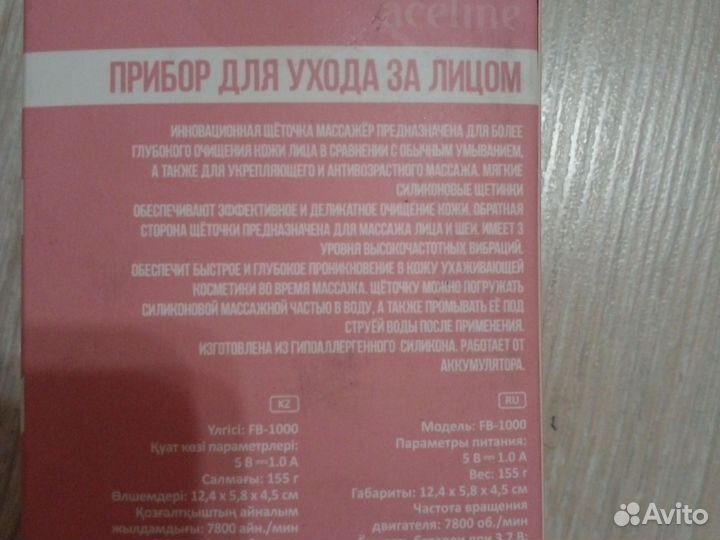 aceline
ПРИБОР ДЛЯ УХОДА ЗА ЛИЦОМ
ИННОВАЦИОННАЯ ЩЁТОЧКА МАССАЖЁР ПРЕДНАЗНАЧЕНА ДЛЯ БОЛЕЕ
ГЛУБОКОГО ОЧИЩЕНИЯ КОЖИ ЛИЦА В СРАВНЕНИИ С ОБЫЧНЫМ УМЫВАНИЕМ,
А ТАКЖЕ ДЛЯ УКРЕПЛЯЮЩЕГО И АНТИВОЗРАСТНОГО МАССАЖА. МЯГКИЕ
СИЛИКОНОВЫЕ ЩЕТИНКИ
ОБЕСПЕЧИВАЮТ ЭФФЕКТИВНОЕ И ДЕЛИКАТНОЕ ОЧИЩЕНИЕ КОЖИ. ОБРАТНАЯ
СТОРОНА ЩЁТОЧКИ ПРЕДНАЗНАЧЕНА ДЛЯ МАССАЖА ЛИЦА И ШЕИ. ИМЕЕТ 3
УРОВНЯ ВЫСОКОЧАСТОТНЫХ ВИБРАЦИЙ.
ОБЕСПЕЧИТ БЫСТРОЕ И ГЛУБОКОЕ ПРОНИКНОВЕНИЕ В КОЖУ УХАЖИВАЮЩЕЙ
КОСМЕТИКИ ВО ВРЕМЯ МАССАЖА. ЩЁТОЧКУ МОЖНО ПОГРУЖАТЬ
СИЛИКОНОВОЙ МАССАЖНОЙ ЧАСТЬЮ В ВОДУ, А ТАКЖЕ ПРОМЫВАТЬ ЕЁ ПОД
СТРУЁЙ ВОДЫ ПОСЛЕ ПРИМЕНЕНИЯ.
ИЗГОТОВЛЕНА ИЗ ГИПОАЛЛЕРГЕННОГО СИЛИКОНА. РАБОТАЕТ ОТ
АККУМУЛЯТОРА.
KZ
Үлгісі: FB-1000
Қуат көзі параметрлері:
5 В⎓1.0 А
Салмағы: 155 г
Өлшемдері: 12,4 x 5,8 x 4,5 см
Қозғалтқыштың айналым
жылдамдығы: 7800 айн./мин
RU
Модель: FB-1000
Параметры питания:
5 В⎓1.0 А
Вес: 155 г
Габариты: 12,4 x 5,8 x 4,5 см
Частота вращения
двигателя: 7800 об./мин
батареи при 3.7 В:
Avito